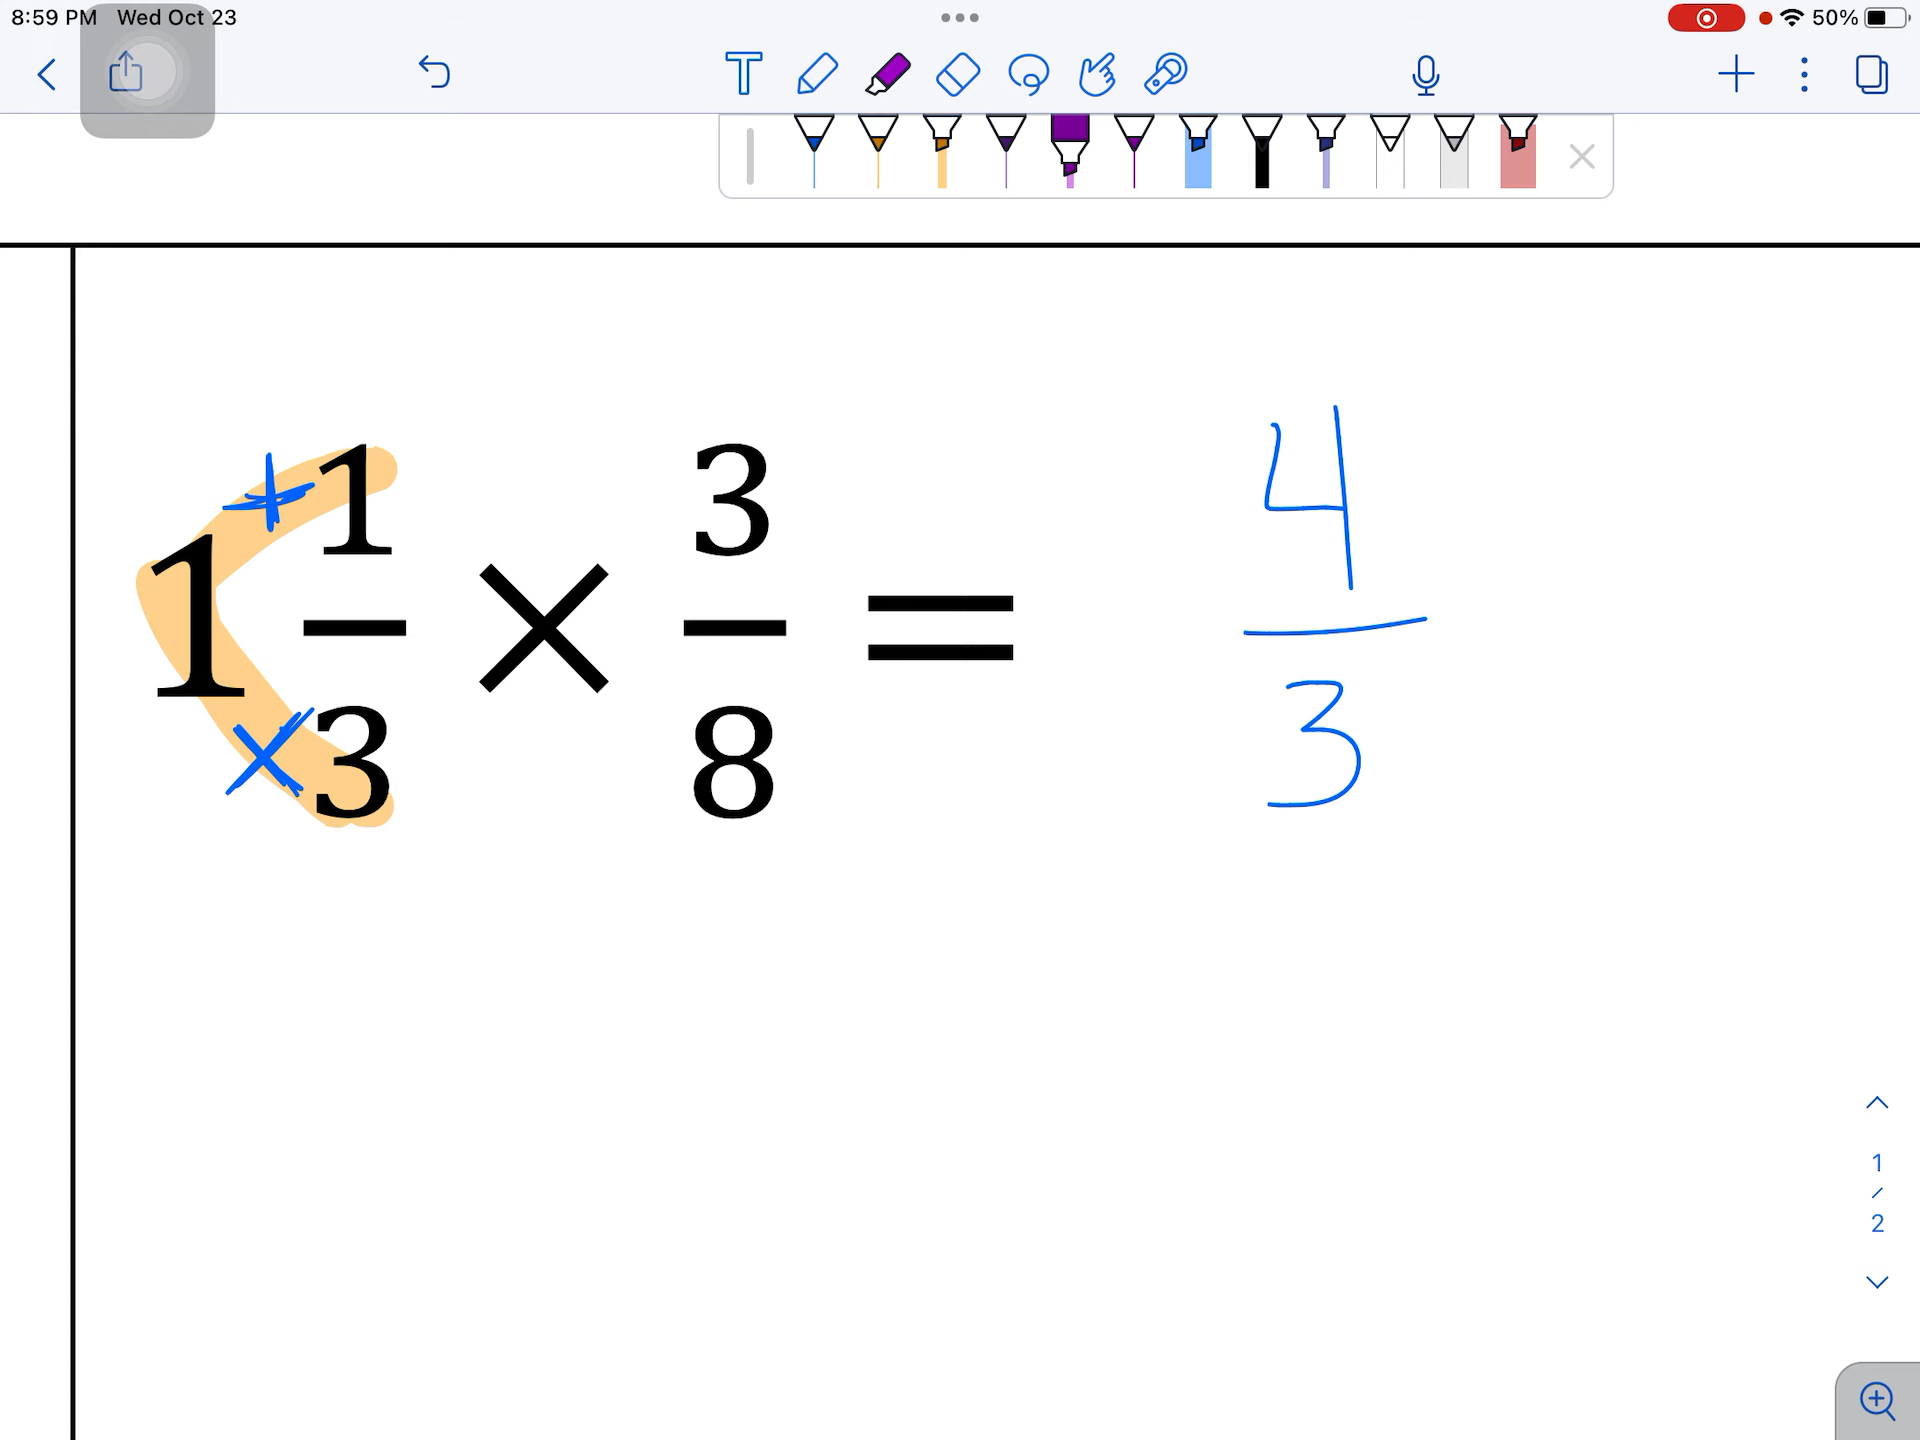 8:59 PM Wed Oct 23
50%
T
1 1/3 × 3/8 = 4/3
+
×
1
/
2